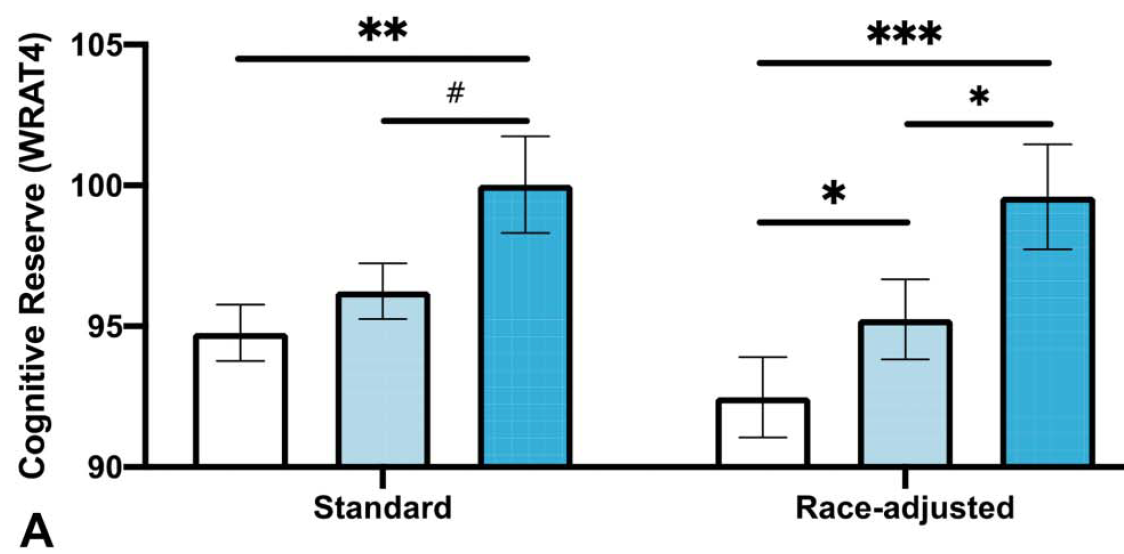 Cognitive Reserve (WRAT4)
105
100
95
90
**
#
***
*
*
Standard
Race-adjusted
A